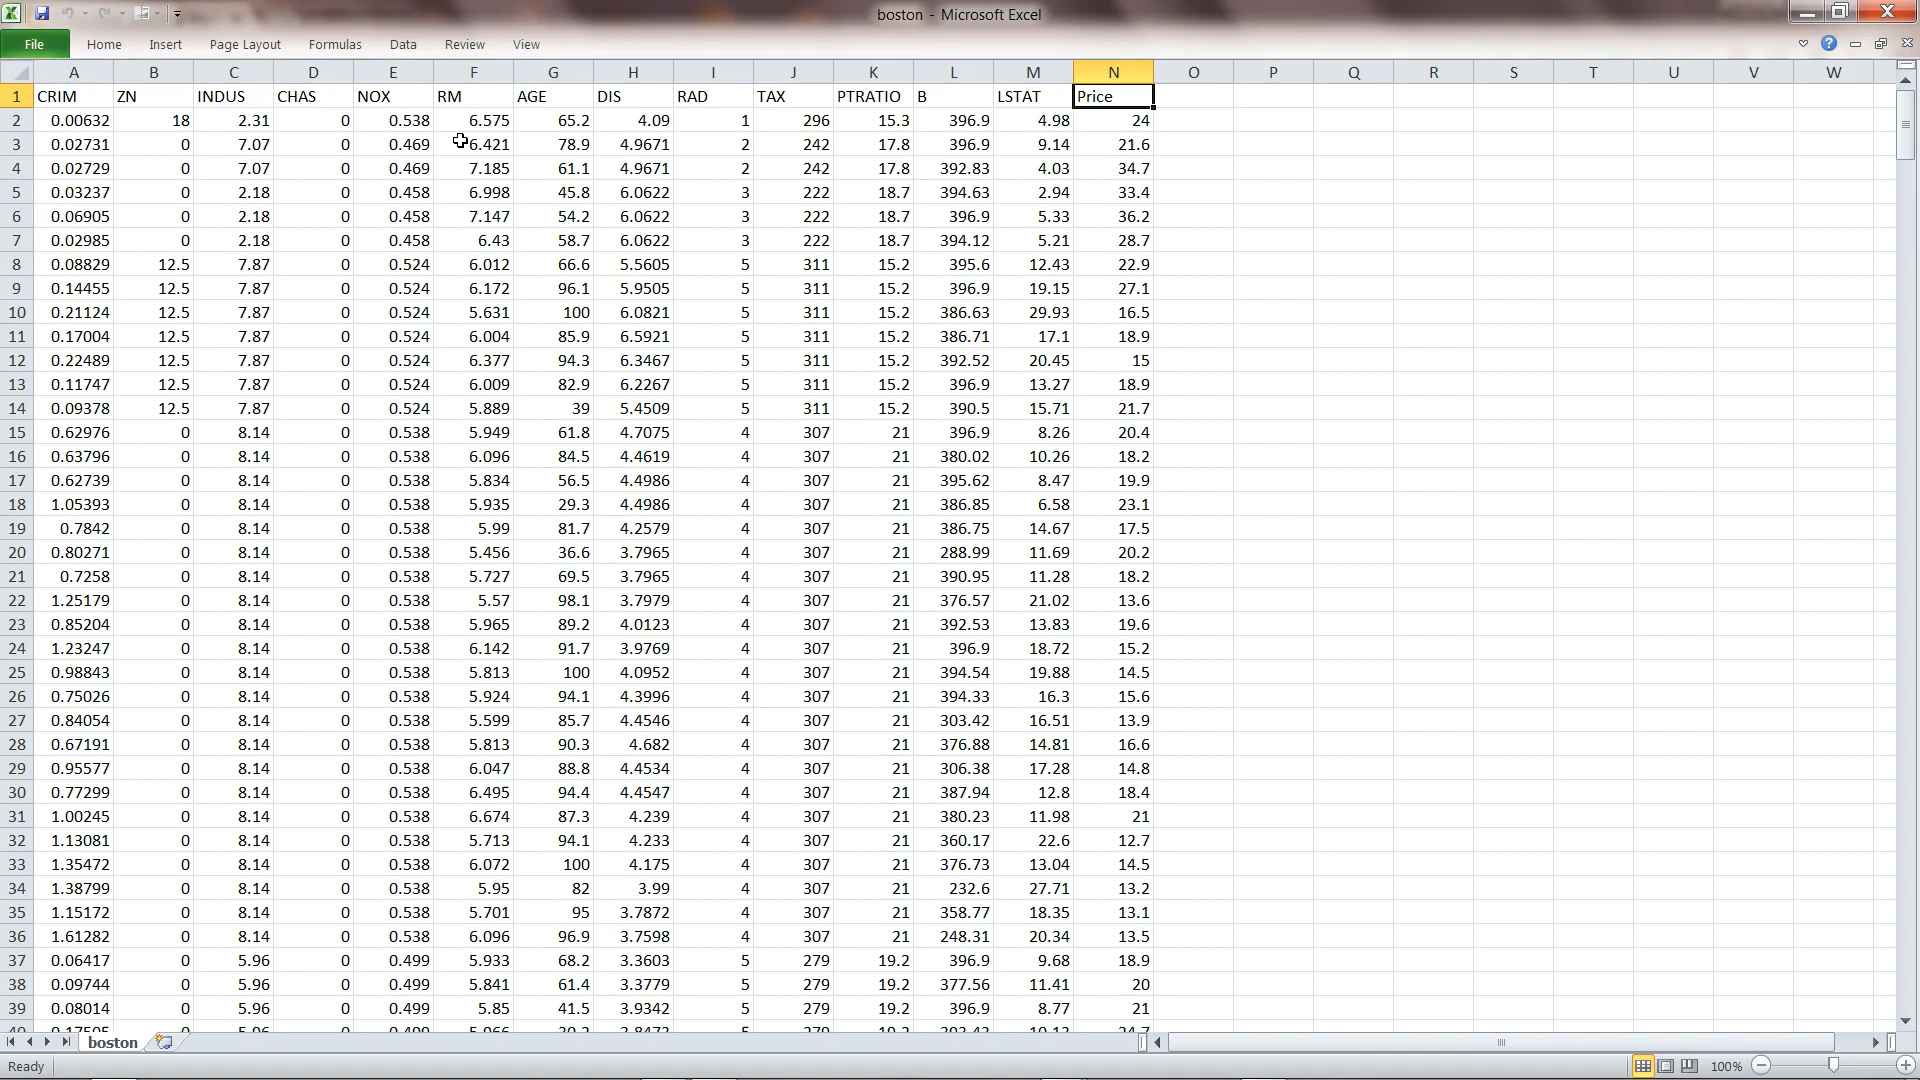 boston - Microsoft Excel
File Home Insert Page Layout Formulas Data Review View
A B C D E F G H I J K L M N O P Q R S T U V W
1 CRIM ZN INDUS CHAS NOX RM AGE DIS RAD TAX PTRATIO B LSTAT Price
2 0.00632 18 2.31 0 0.538 6.575 65.2 4.09 1 296 15.3 396.9 4.98 24
3 0.02731 0 7.07 0 0.469 6.421 78.9 4.9671 2 242 17.8 396.9 9.14 21.6
4 0.02729 0 7.07 0 0.469 7.185 61.1 4.9671 2 242 17.8 392.83 4.03 34.7
5 0.03237 0 2.18 0 0.458 6.998 45.8 6.0622 3 222 18.7 394.63 2.94 33.4
6 0.06905 0 2.18 0 0.458 7.147 54.2 6.0622 3 222 18.7 396.9 5.33 36.2
7 0.02985 0 2.18 0 0.458 6.43 58.7 6.0622 3 222 18.7 394.12 5.21 28.7
8 0.08829 12.5 7.87 0 0.524 6.012 66.6 5.5605 5 311 15.2 395.6 12.43 22.9
9 0.14455 12.5 7.87 0 0.524 6.172 96.1 5.9505 5 311 15.2 396.9 19.15 27.1
10 0.21124 12.5 7.87 0 0.524 5.631 100 6.0821 5 311 15.2 386.63 29.93 16.5
11 0.17004 12.5 7.87 0 0.524 6.004 85.9 6.5921 5 311 15.2 386.71 17.1 18.9
12 0.22489 12.5 7.87 0 0.524 6.377 94.3 6.3467 5 311 15.2 392.52 20.45 15
13 0.11747 12.5 7.87 0 0.524 6.009 82.9 6.2267 5 311 15.2 396.9 13.27 18.9
14 0.09378 12.5 7.87 0 0.524 5.889 39 5.4509 5 311 15.2 390.5 15.71 21.7
15 0.62976 0 8.14 0 0.538 5.949 61.8 4.7075 4 307 21 396.9 8.26 20.4
16 0.63796 0 8.14 0 0.538 6.096 84.5 4.4619 4 307 21 380.02 10.26 18.2
17 0.62739 0 8.14 0 0.538 5.834 56.5 4.4986 4 307 21 395.62 8.47 19.9
18 1.05393 0 8.14 0 0.538 5.935 29.3 4.4986 4 307 21 386.85 6.58 23.1
19 0.7842 0 8.14 0 0.538 5.99 81.7 4.2579 4 307 21 386.75 14.67 17.5
20 0.80271 0 8.14 0 0.538 5.456 36.6 3.7965 4 307 21 288.99 11.69 20.2
21 0.7258 0 8.14 0 0.538 5.727 69.5 3.7965 4 307 21 390.95 11.28 18.2
22 1.25179 0 8.14 0 0.538 5.57 98.1 3.7979 4 307 21 376.57 21.02 13.6
23 0.85204 0 8.14 0 0.538 5.965 89.2 4.0123 4 307 21 392.53 13.83 19.6
24 1.23247 0 8.14 0 0.538 6.142 91.7 3.9769 4 307 21 396.9 18.72 15.2
25 0.98843 0 8.14 0 0.538 5.813 100 4.0952 4 307 21 394.54 19.88 14.5
26 0.75026 0 8.14 0 0.538 5.924 94.1 4.3996 4 307 21 394.33 16.3 15.6
27 0.84054 0 8.14 0 0.538 5.599 85.7 4.4546 4 307 21 303.42 16.51 13.9
28 0.67191 0 8.14 0 0.538 5.813 90.3 4.682 4 307 21 376.88 14.81 16.6
29 0.95577 0 8.14 0 0.538 6.047 88.8 4.4534 4 307 21 306.38 17.28 14.8
30 0.77299 0 8.14 0 0.538 6.495 94.4 4.4547 4 307 21 387.94 12.8 18.4
31 1.00245 0 8.14 0 0.538 6.674 87.3 4.239 4 307 21 380.23 11.98 21
32 1.13081 0 8.14 0 0.538 5.713 94.1 4.233 4 307 21 360.17 22.6 12.7
33 1.35472 0 8.14 0 0.538 6.072 100 4.175 4 307 21 376.73 13.04 14.5
34 1.38799 0 8.14 0 0.538 5.95 82 3.99 4 307 21 232.6 27.71 13.2
35 1.15172 0 8.14 0 0.538 5.701 95 3.7872 4 307 21 358.77 18.35 13.1
36 1.61282 0 8.14 0 0.538 6.096 96.9 3.7598 4 307 21 248.31 20.34 13.5
37 0.06417 0 5.96 0 0.499 5.933 68.2 3.3603 5 279 19.2 396.9 9.68 18.9
38 0.09744 0 5.96 0 0.499 5.841 61.4 3.3779 5 279 19.2 377.56 11.41 20
39 0.08014 0 5.96 0 0.499 5.85 41.5 3.9342 5 279 19.2 396.9 8.77 21
boston
Ready 100%